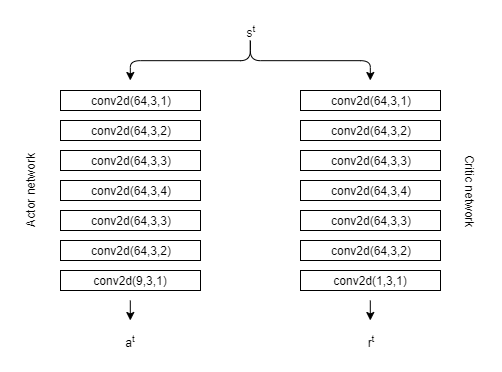 s^t
conv2d(64,3,1)
conv2d(64,3,2)
conv2d(64,3,3)
conv2d(64,3,4)
conv2d(64,3,3)
conv2d(64,3,2)
conv2d(9,3,1)
a^t
Actor network
conv2d(64,3,1)
conv2d(64,3,2)
conv2d(64,3,3)
conv2d(64,3,4)
conv2d(64,3,3)
conv2d(64,3,2)
conv2d(1,3,1)
r^t
Critic network